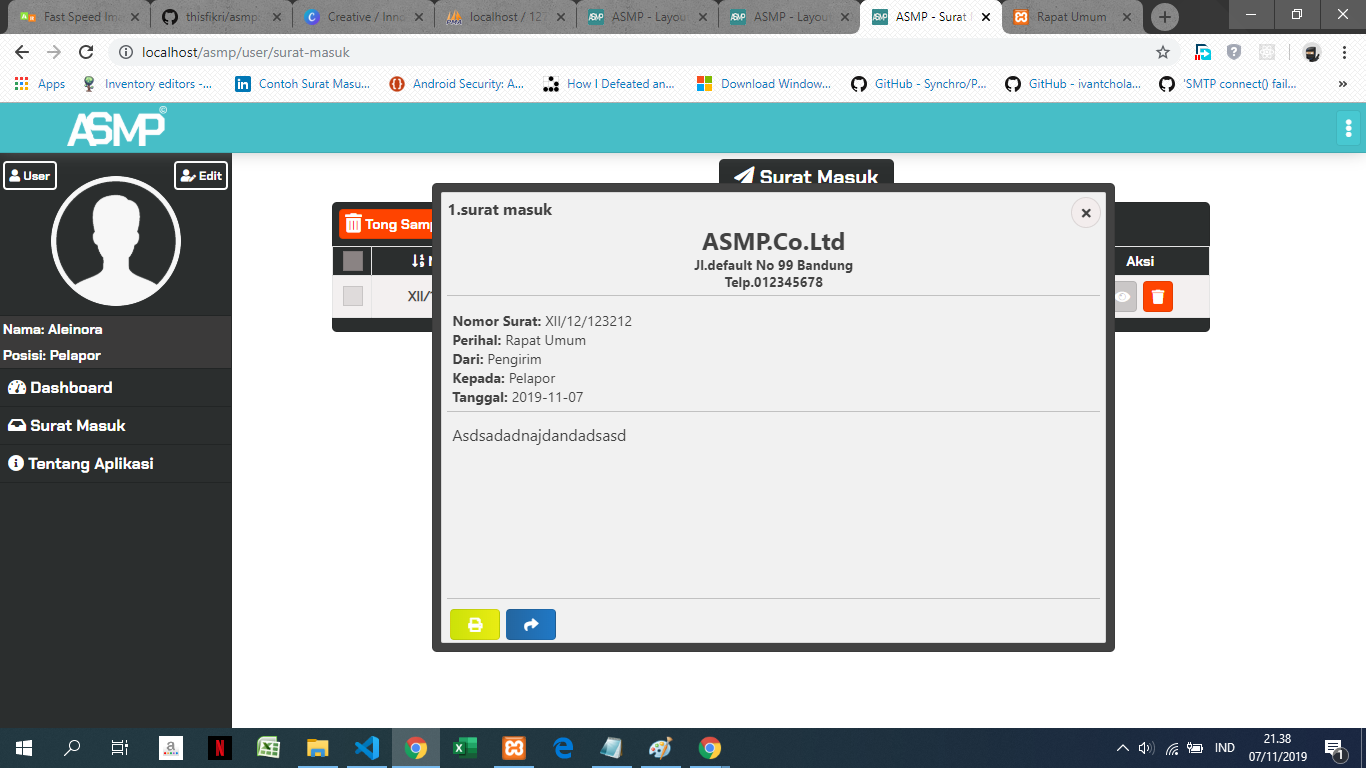 Fast Speed Ima
thisfikri/asmp
Creative / Inno
localhost / 127
ASMP - Layou
ASMP - Layou
ASMP - Surat
Rapat Umum
localhost/asmp/user/surat-masuk
Apps
Inventory editors -...
Contoh Surat Masu...
Android Security: A...
How I Defeated an...
Download Window...
GitHub - Synchro/P...
GitHub - ivantchola...
'SMTP connect() fail...
»
ASMP©
User
Edit
Nama: Aleinora
Posisi: Pelapor
Dashboard
Surat Masuk
Tentang Aplikasi
Surat Masuk
Tong Samp
Aksi
XII/
1.surat masuk
ASMP.Co.Ltd
Jl.default No 99 Bandung
Telp.012345678
Nomor Surat: XII/12/123212
Perihal: Rapat Umum
Dari: Pengirim
Kepada: Pelapor
Tanggal: 2019-11-07
Asdsadadnajdandadsasd
IND
21.38
07/11/2019
1